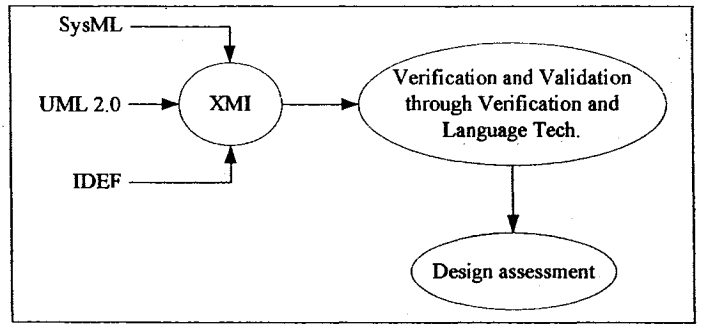 SysML
UML 2.0
XMI
IDEF
Verification and Validation
through Verification and
Language Tech.
Design assessment